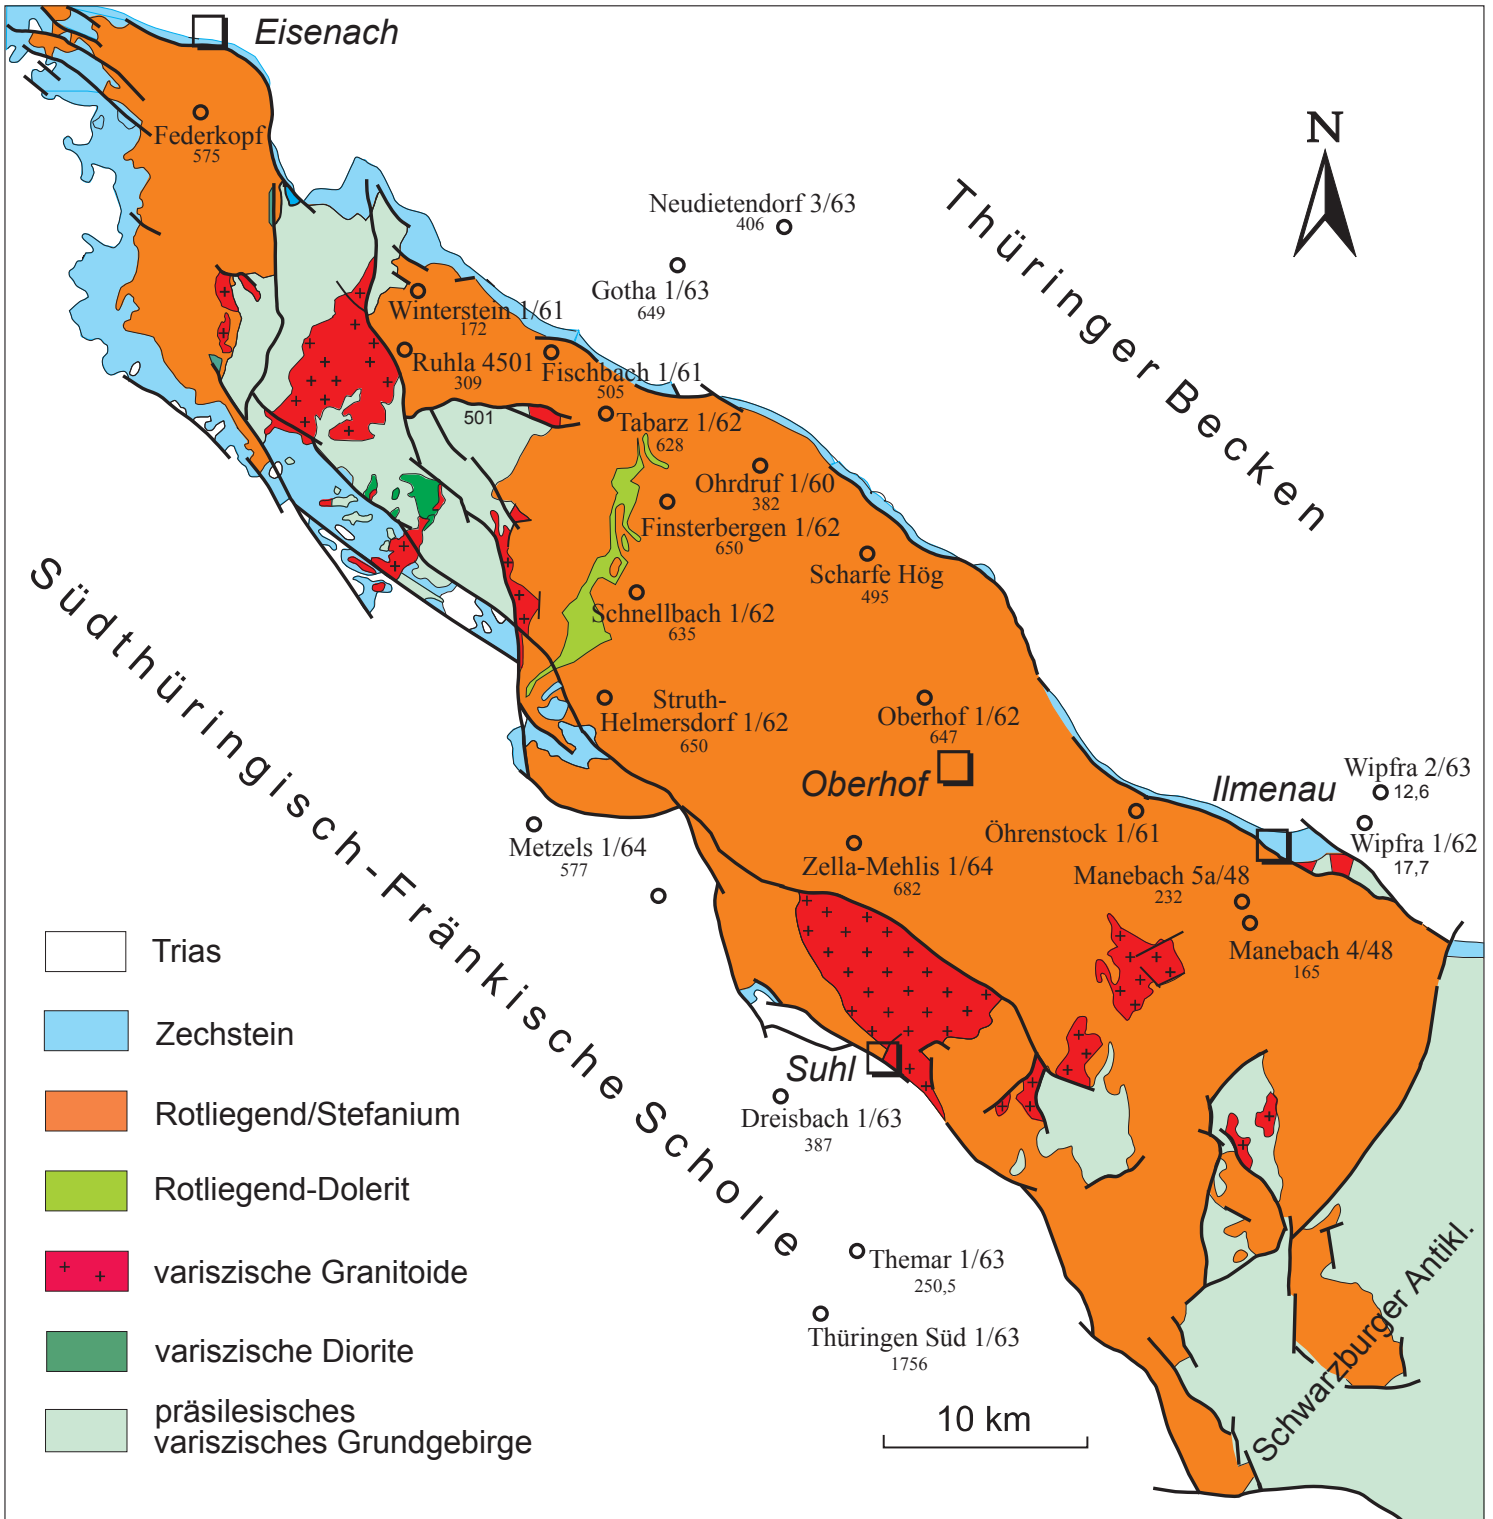 Eisenach
N
Federkopf
575
Neudietendorf 3/63
406
Thüringer Becken
Gotha 1/63
649
Winterstein 1/61
172
Ruhla 4501
309
Fischbach 1/61
505
501
Tabarz 1/62
628
Ohrdruf 1/60
382
Finsterbergen 1/62
650
Scharfe Hög
495
Schnellbach 1/62
635
Südthüringisch-Fränkische Scholle
Struth-
Helmersdorf 1/62
650
Oberhof 1/62
647
Oberhof
Ilmenau
Wipfra 2/63
12,6
Öhrenstock 1/61
Wipfra 1/62
17,7
Metzels 1/64
577
Zella-Mehlis 1/64
682
Manebach 5a/48
232
Manebach 4/48
165
Suhl
Dreisbach 1/63
387
Themar 1/63
250,5
Thüringen Süd 1/63
1756
Schwarzburger Antikl.
10 km
Trias
Zechstein
Rotliegend/Stefanium
Rotliegend-Dolerit
variszische Granitoide
variszische Diorite
präsilesisches
variszisches Grundgebirge